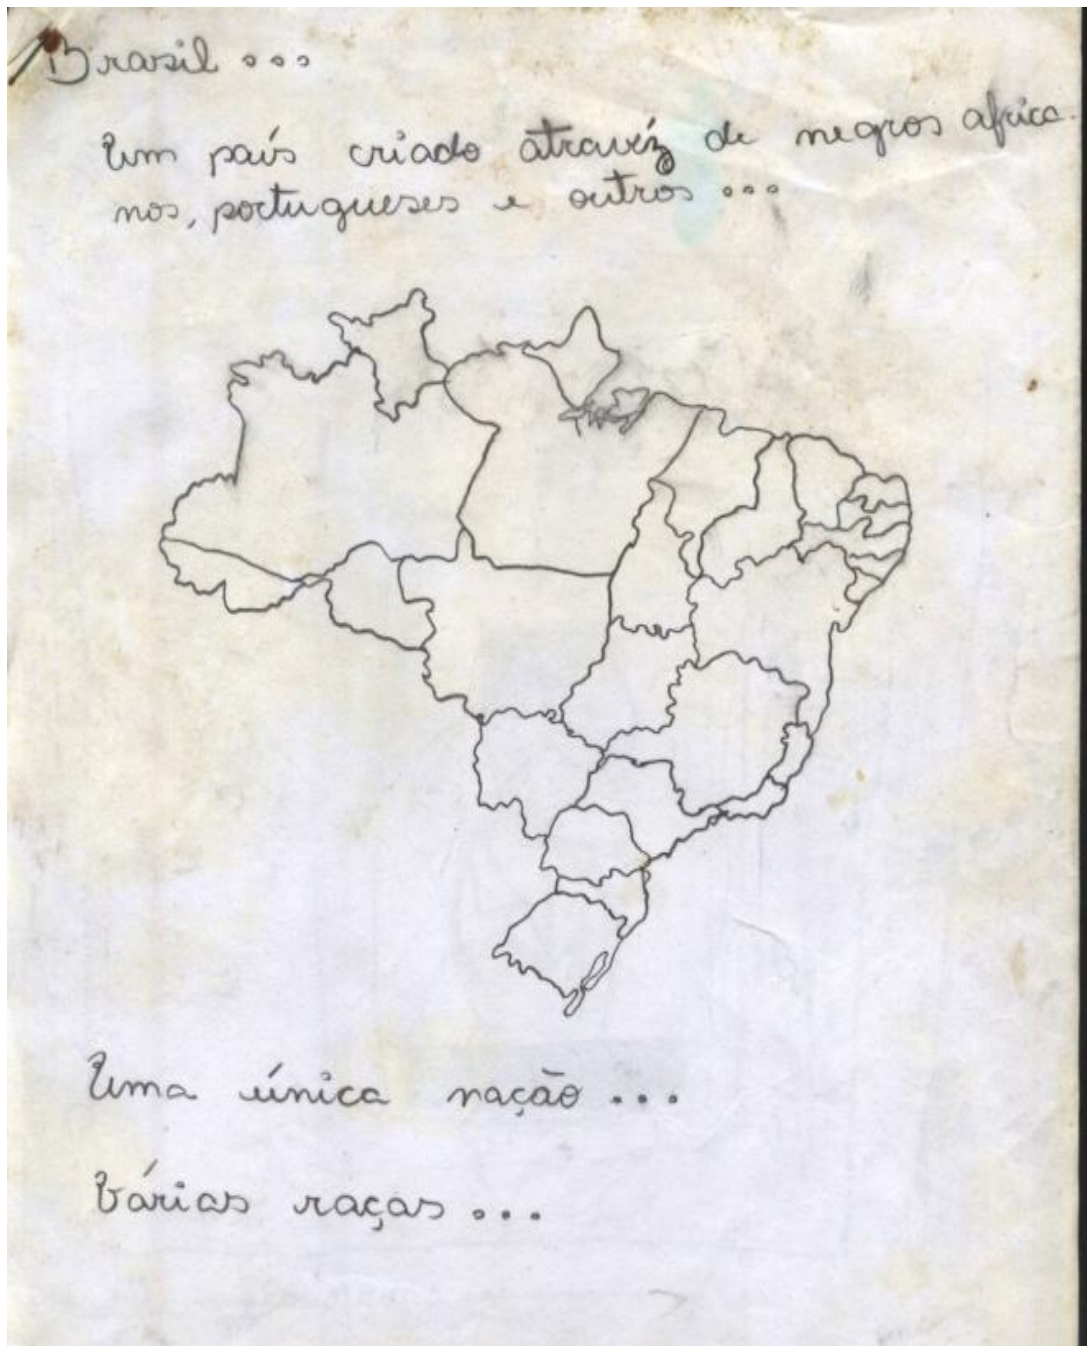 Brasil ...
Um país criado atravéz de negros africa-
nos, portugueses e outros ...
Uma única nação ...
Várias raças ...